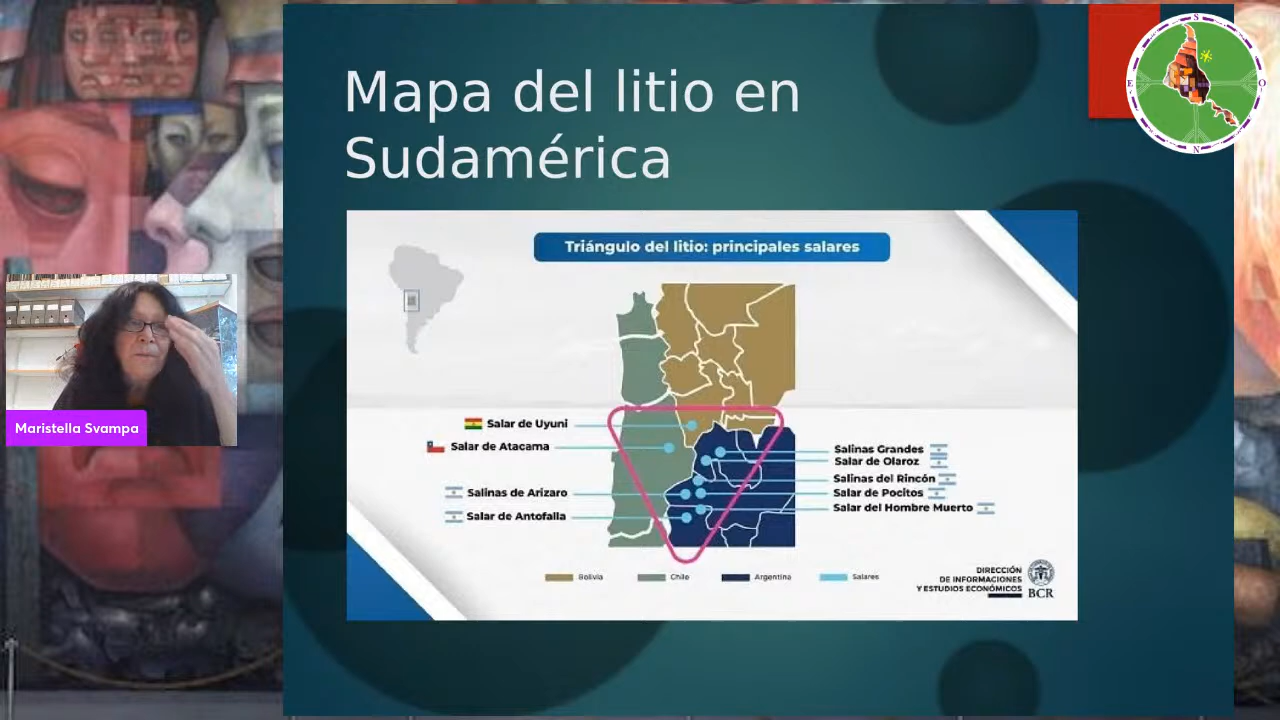 Mapa del litio en
Sudamérica
Triángulo del litio: principales salares
Salar de Uyuni
Salar de Atacama
Salinas de Arizaro
Salar de Antofalla
Salinas Grandes
Salar de Olaroz
Salinas del Rincón
Salar de Pocitos
Salar del Hombre Muerto
Bolivia
Chile
Argentina
Salares
DIRECCIÓN
DE INFORMACIONES
Y ESTUDIOS ECONÓMICOS
BCR
Maristella Svampa
S
E
O
N